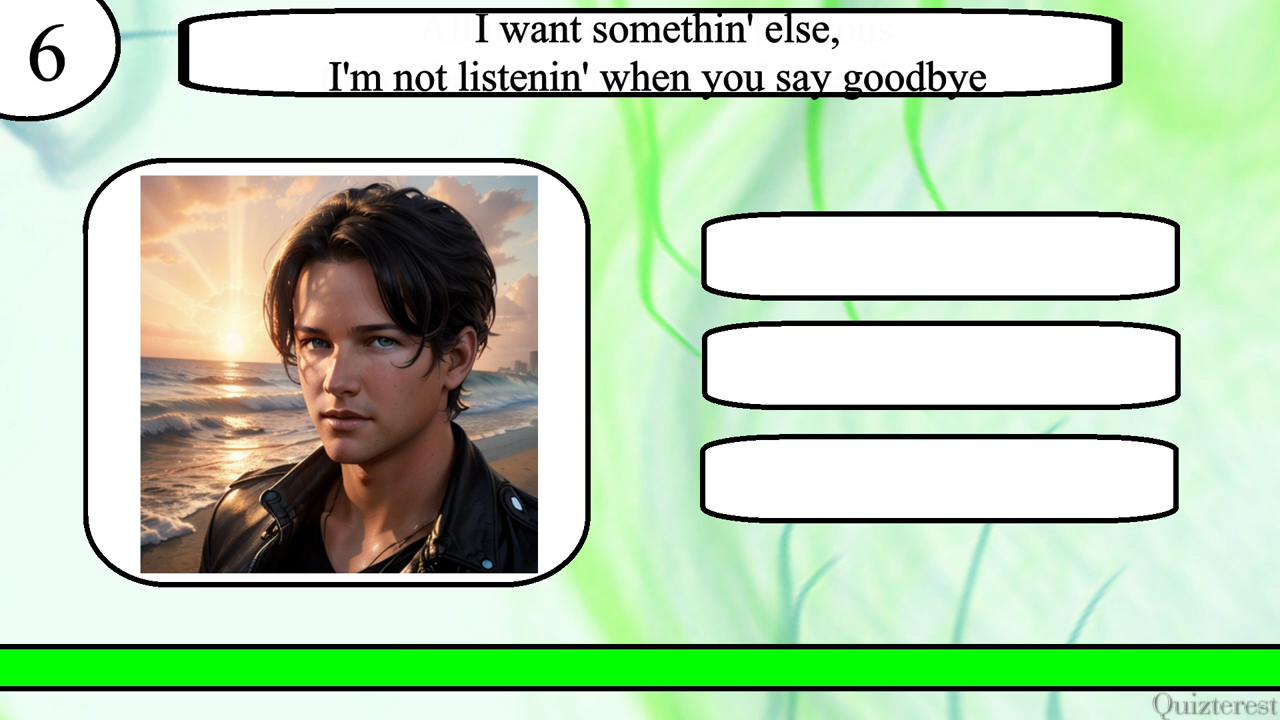 6
I want somethin' else,
I'm not listenin' when you say goodbye
Quizterest